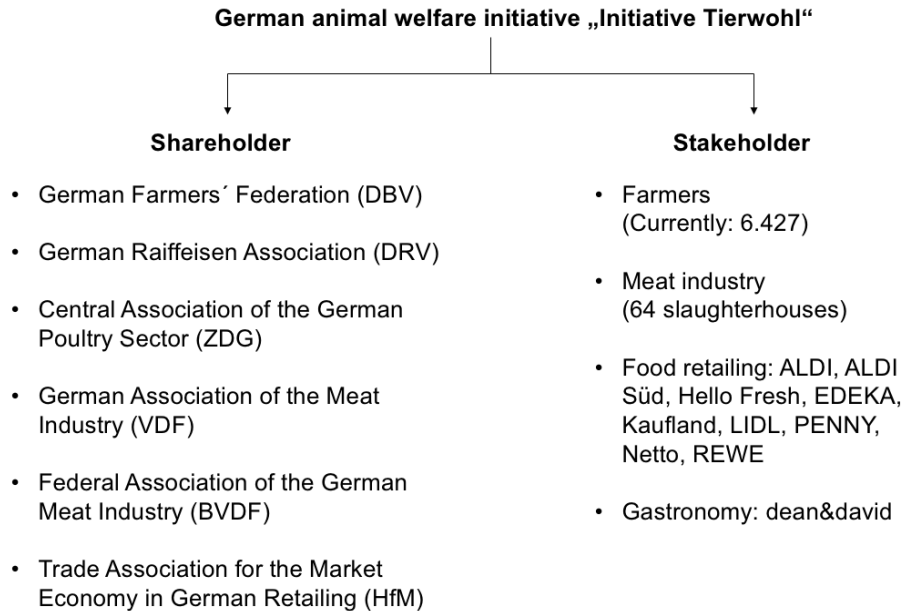 German animal welfare initiative „Initiative Tierwohl“
Shareholder
• German Farmers´ Federation (DBV)
• German Raiffeisen Association (DRV)
• Central Association of the German
Poultry Sector (ZDG)
• German Association of the Meat
Industry (VDF)
• Federal Association of the German
Meat Industry (BVDF)
• Trade Association for the Market
Economy in German Retailing (HfM)
Stakeholder
• Farmers
(Currently: 6.427)
• Meat industry
(64 slaughterhouses)
• Food retailing: ALDI, ALDI
Süd, Hello Fresh, EDEKA,
Kaufland, LIDL, PENNY,
Netto, REWE
• Gastronomy: dean&david